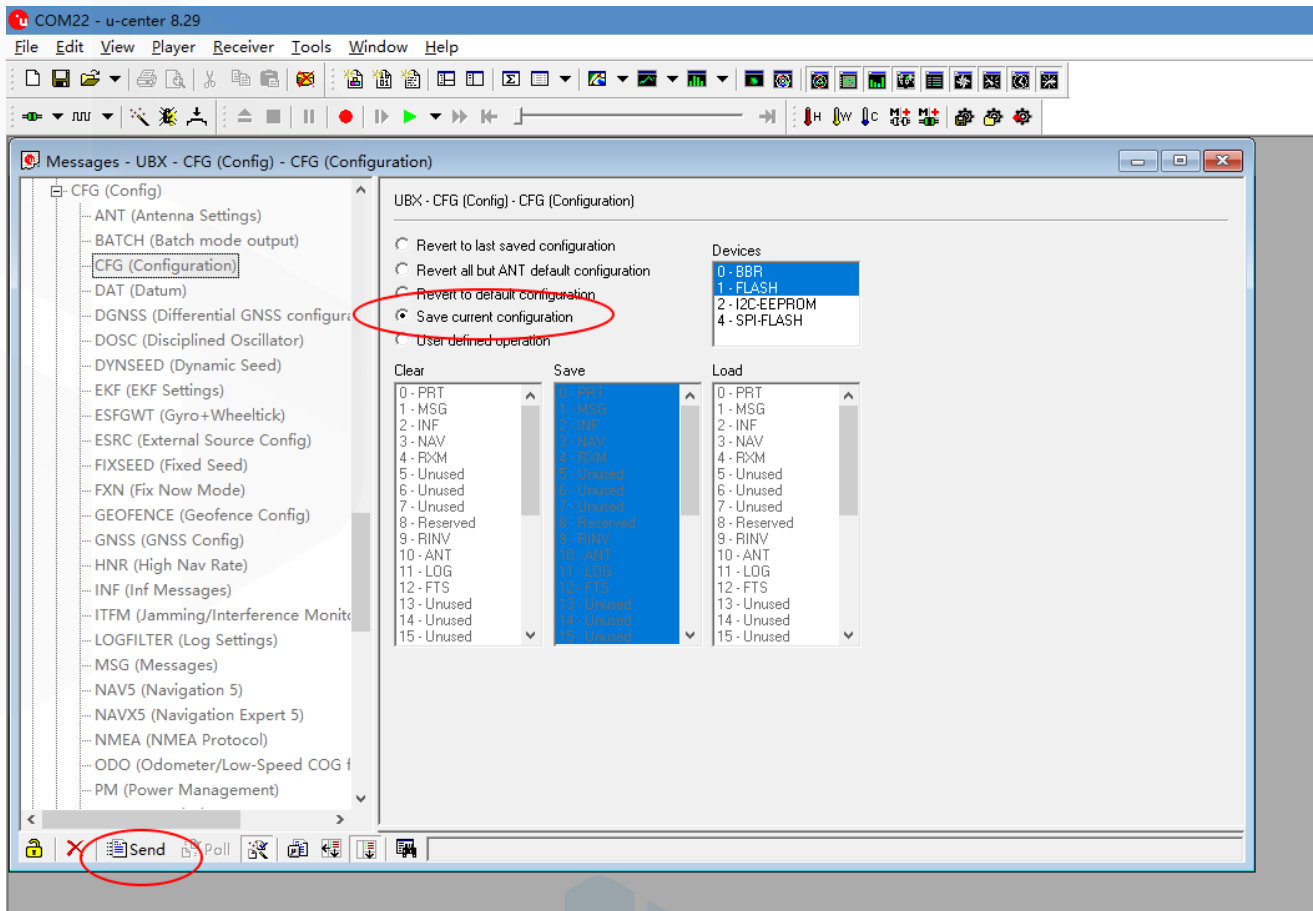 COM22 - u-center 8.29
File Edit View Player Receiver Tools Window Help
Messages - UBX - CFG (Config) - CFG (Configuration)
CFG (Config)
ANT (Antenna Settings)
BATCH (Batch mode output)
CFG (Configuration)
DAT (Datum)
DGNSS (Differential GNSS configura
DOSC (Disciplined Oscillator)
DYNSEED (Dynamic Seed)
EKF (EKF Settings)
ESFGWT (Gyro+Wheeltick)
ESRC (External Source Config)
FIXSEED (Fixed Seed)
FXN (Fix Now Mode)
GEOFENCE (Geofence Config)
GNSS (GNSS Config)
HNR (High Nav Rate)
INF (Inf Messages)
ITFM (Jamming/Interference Monito
LOGFILTER (Log Settings)
MSG (Messages)
NAV5 (Navigation 5)
NAVX5 (Navigation Expert 5)
NMEA (NMEA Protocol)
ODO (Odometer/Low-Speed COG f
PM (Power Management)
UBX - CFG (Config) - CFG (Configuration)
Revert to last saved configuration
Revert all but ANT default configuration
Revert to default configuration
Save current configuration
User defined operation
Devices
0 - BBR
1 - FLASH
2 - I2C-EEPROM
4 - SPI-FLASH
Clear
0 - PRT
1 - MSG
2 - INF
3 - NAV
4 - RXM
5 - Unused
6 - Unused
7 - Unused
8 - Reserved
9 - RINV
10 - ANT
11 - LOG
12 - FTS
13 - Unused
14 - Unused
15 - Unused
Save
0 - PRT
1 - MSG
2 - INF
3 - NAV
4 - RXM
5 - Unused
6 - Unused
7 - Unused
8 - Reserved
9 - RINV
10 - ANT
11 - LOG
12 - FTS
13 - Unused
14 - Unused
15 - Unused
Load
0 - PRT
1 - MSG
2 - INF
3 - NAV
4 - RXM
5 - Unused
6 - Unused
7 - Unused
8 - Reserved
9 - RINV
10 - ANT
11 - LOG
12 - FTS
13 - Unused
14 - Unused
15 - Unused
Send Poll
H W C